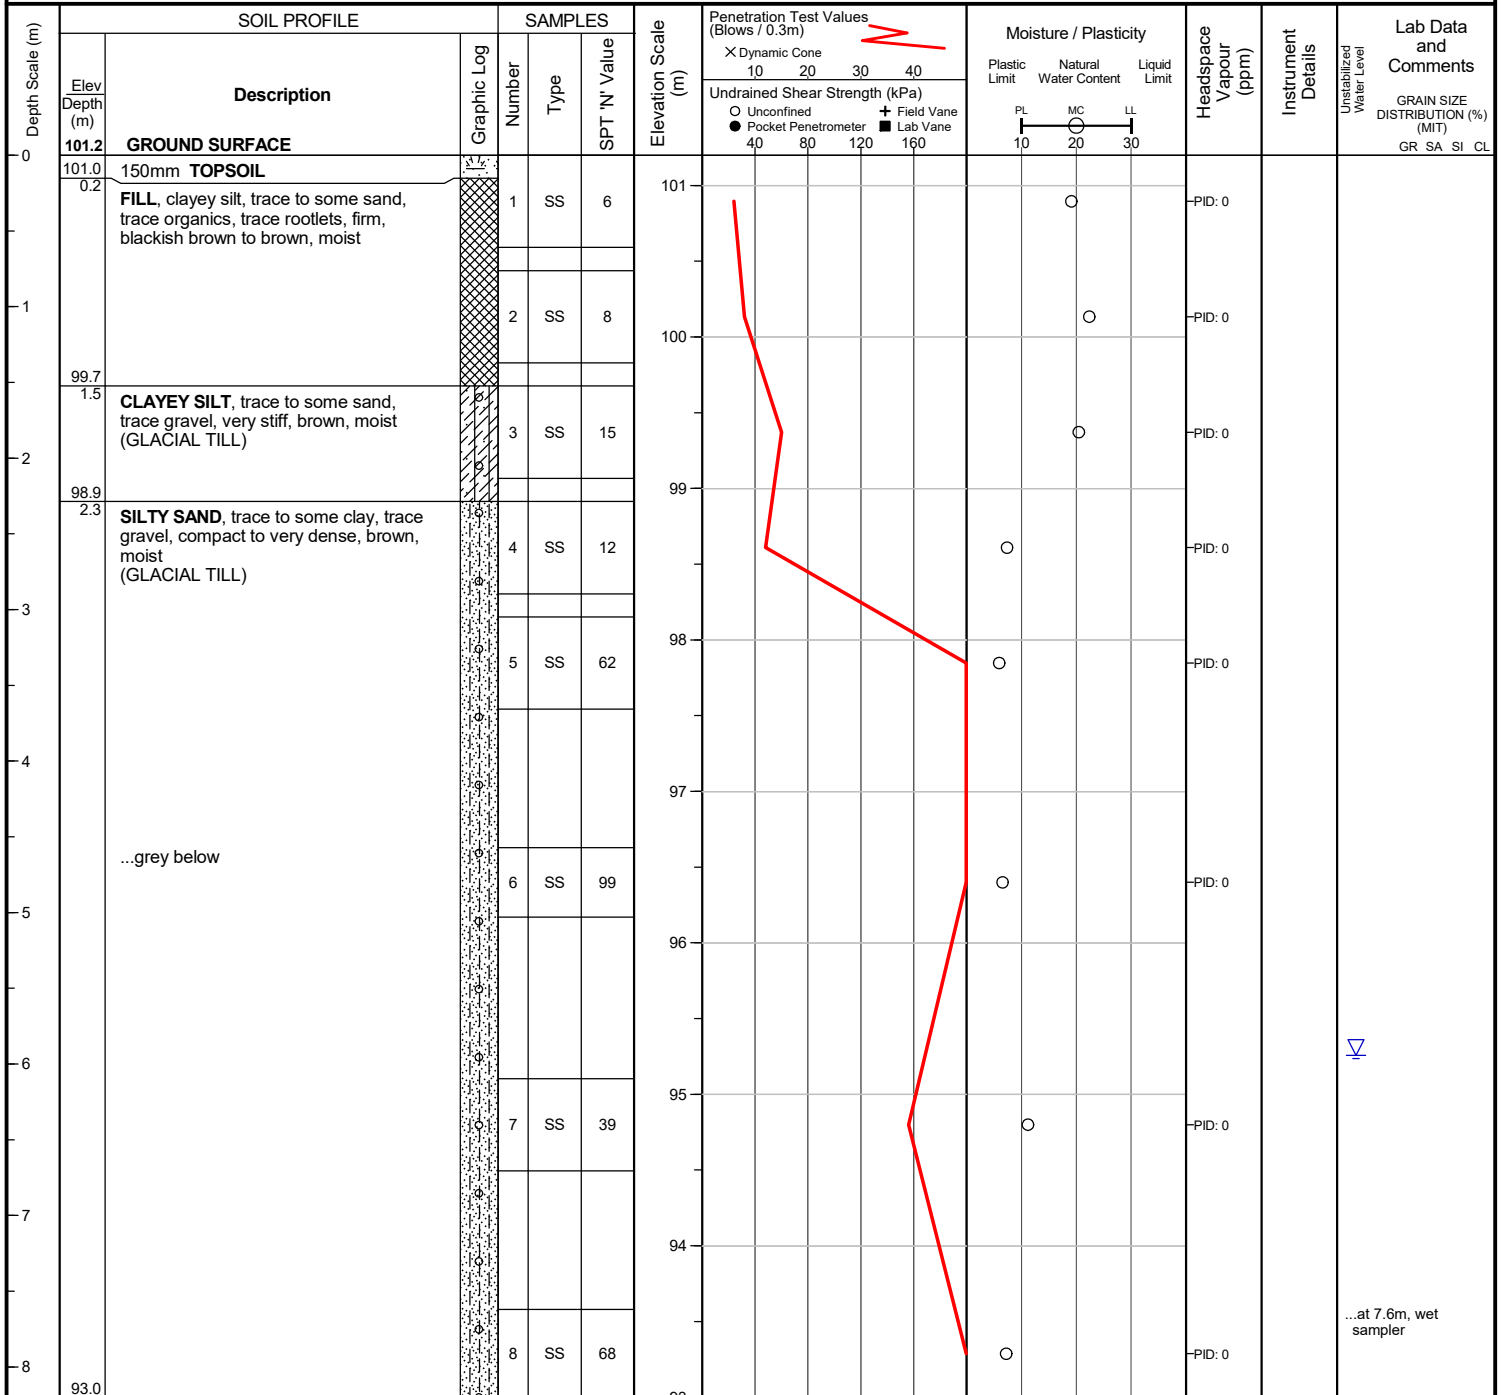 SOIL PROFILE
SAMPLES
Depth Scale (m)
Elev
Depth
(m)
Description
Graphic Log
Number
Type
SPT 'N' Value
Elevation Scale
(m)
Penetration Test Values
(Blows / 0.3m)
Dynamic Cone
10 20 30 40
Undrained Shear Strength (kPa)
Unconfined
Field Vane
Pocket Penetrometer
Lab Vane
40 80 120 160
Moisture / Plasticity
Plastic
Limit
Natural
Water Content
Liquid
Limit
PL MC LL
10 20 30
Headspace
Vapour
(ppm)
Instrument
Details
Unstabilized
Water Level
Lab Data
and
Comments
GRAIN SIZE
DISTRIBUTION (%)
(MIT)
GR SA SI CL
101.2 GROUND SURFACE
0
101.0 150mm TOPSOIL
0.2
FILL, clayey silt, trace to some sand,
trace organics, trace rootlets, firm,
blackish brown to brown, moist
1 SS 6
101
PID: 0
1
2 SS 8
100
PID: 0
99.7
1.5
CLAYEY SILT, trace to some sand,
trace gravel, very stiff, brown, moist
(GLACIAL TILL)
3 SS 15
PID: 0
2
99
98.9
2.3
SILTY SAND, trace to some clay, trace
gravel, compact to very dense, brown,
moist
(GLACIAL TILL)
4 SS 12
PID: 0
3
98
5 SS 62
PID: 0
4
97
...grey below
6 SS 99
PID: 0
5
96
6
95
7 SS 39
PID: 0
7
94
...at 7.6m, wet
sampler
8 SS 68
PID: 0
8
93.0